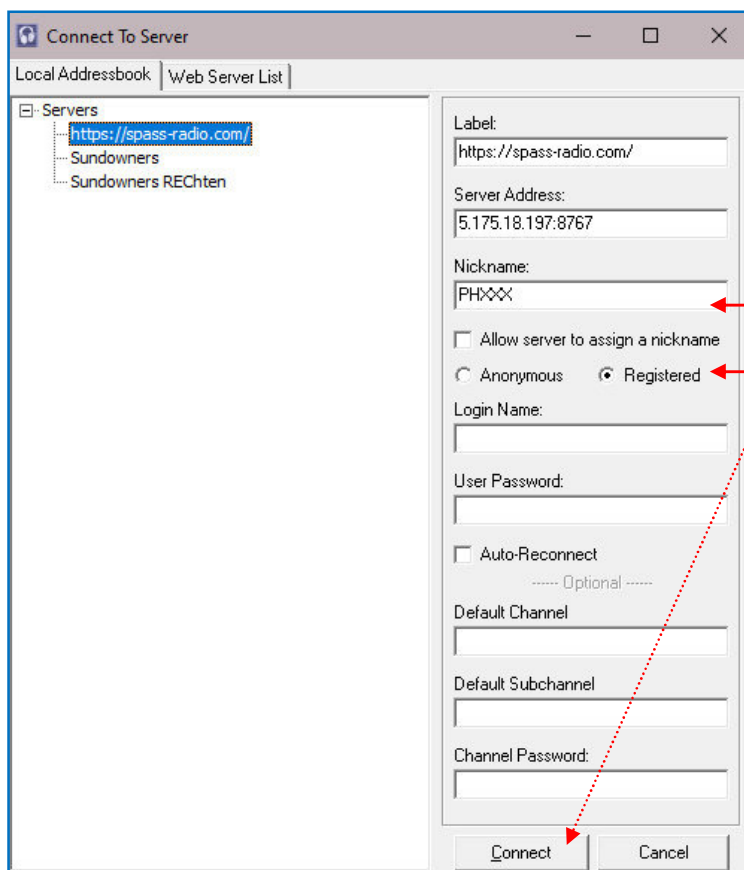 Connect To Server
Local Addressbook
Web Server List
Servers
https://spass-radio.com/
Sundowners
Sundowners REChten
Label:
https://spass-radio.com/
Server Address:
5.175.18.197:8767
Nickname:
PHXXX
Allow server to assign a nickname
Anonymous Registered
Login Name:
User Password:
Auto-Reconnect
------ Optional ------
Default Channel
Default Subchannel
Channel Password:
Connect Cancel